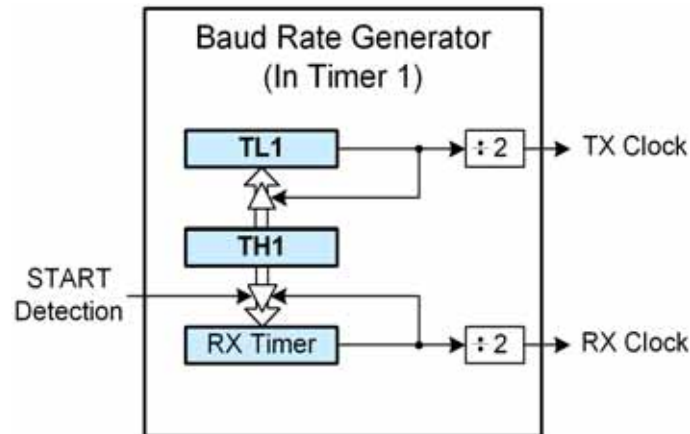 Baud Rate Generator
(In Timer 1)
TL1
÷ 2
TX Clock
TH1
START
Detection
RX Timer
÷ 2
RX Clock